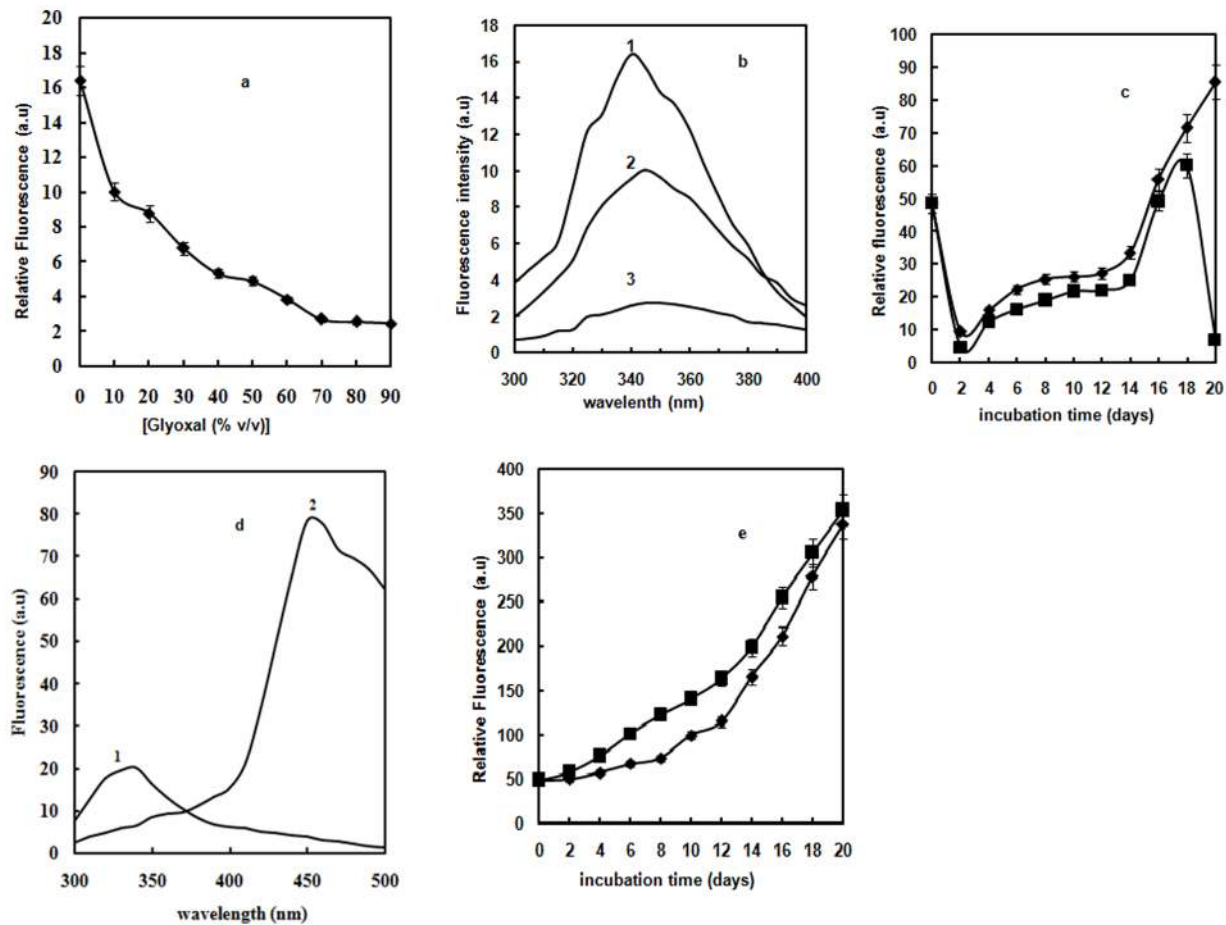 20
18
16
14
12
10
8
6
4
2
0
Relative Fluorescence (a.u)
a
0 10 20 30 40 50 60 70 80 90
[Glyoxal (% v/v)]
18
16
14
12
10
8
6
4
2
0
Fluorescence intensity (a.u)
1
b
2
3
300 320 340 360 380 400
wavelenth (nm)
100
90
80
70
60
50
40
30
20
10
0
Relative fluorescence (a.u)
c
0 2 4 6 8 10 12 14 16 18 20
incubation time (days)
90
80
70
60
50
40
30
20
10
0
Fluorescence (a.u)
d
2
1
300 350 400 450 500
wavelength (nm)
400
350
300
250
200
150
100
50
0
Relative Fluorescence (a.u)
e
0 2 4 6 8 10 12 14 16 18 20
incubation time (days)